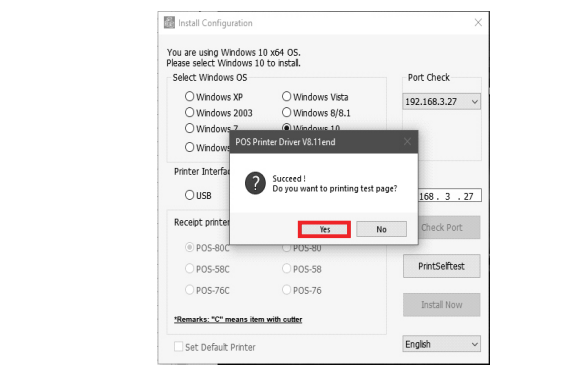 Install Configuration
You are using Windows 10 x64 OS.
Please select Windows 10 to install.
Select Windows OS
Port Check
Windows XP
Windows Vista
192.168.3.27
Windows 2003
Windows 8/8.1
Windows 7
Windows 10
Windows
POS Printer Driver V8.11end
Printer Interfa
Succeed !
Do you want to printing test page?
USB
168 . 3 . 27
Receipt printer
Yes
No
Check Port
POS-80C
POS-80
POS-58C
POS-58
PrintSelftest
POS-76C
POS-76
Install Now
*Remarks: "C" means item with cutter
Set Default Printer
English